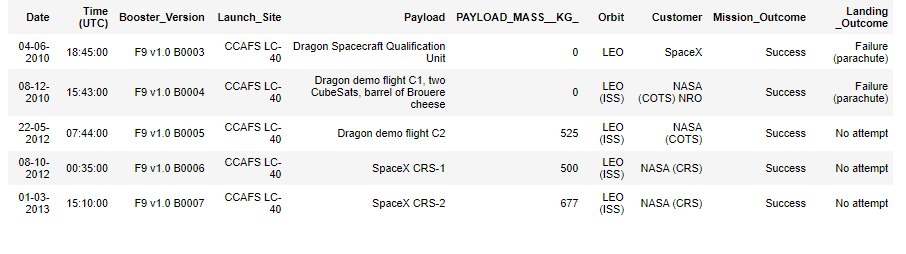 Date Time (UTC) Booster_Version Launch_Site Payload PAYLOAD_MASS__KG_ Orbit Customer Mission_Outcome Landing _Outcome
04-06-2010 18:45:00 F9 v1.0 B0003 CCAFS LC-40 Dragon Spacecraft Qualification Unit 0 LEO SpaceX Success Failure (parachute)
08-12-2010 15:43:00 F9 v1.0 B0004 CCAFS LC-40 Dragon demo flight C1, two CubeSats, barrel of Brouere cheese 0 LEO (ISS) NASA (COTS) NRO Success Failure (parachute)
22-05-2012 07:44:00 F9 v1.0 B0005 CCAFS LC-40 Dragon demo flight C2 525 LEO (ISS) NASA (COTS) Success No attempt
08-10-2012 00:35:00 F9 v1.0 B0006 CCAFS LC-40 SpaceX CRS-1 500 LEO (ISS) NASA (CRS) Success No attempt
01-03-2013 15:10:00 F9 v1.0 B0007 CCAFS LC-40 SpaceX CRS-2 677 LEO (ISS) NASA (CRS) Success No attempt